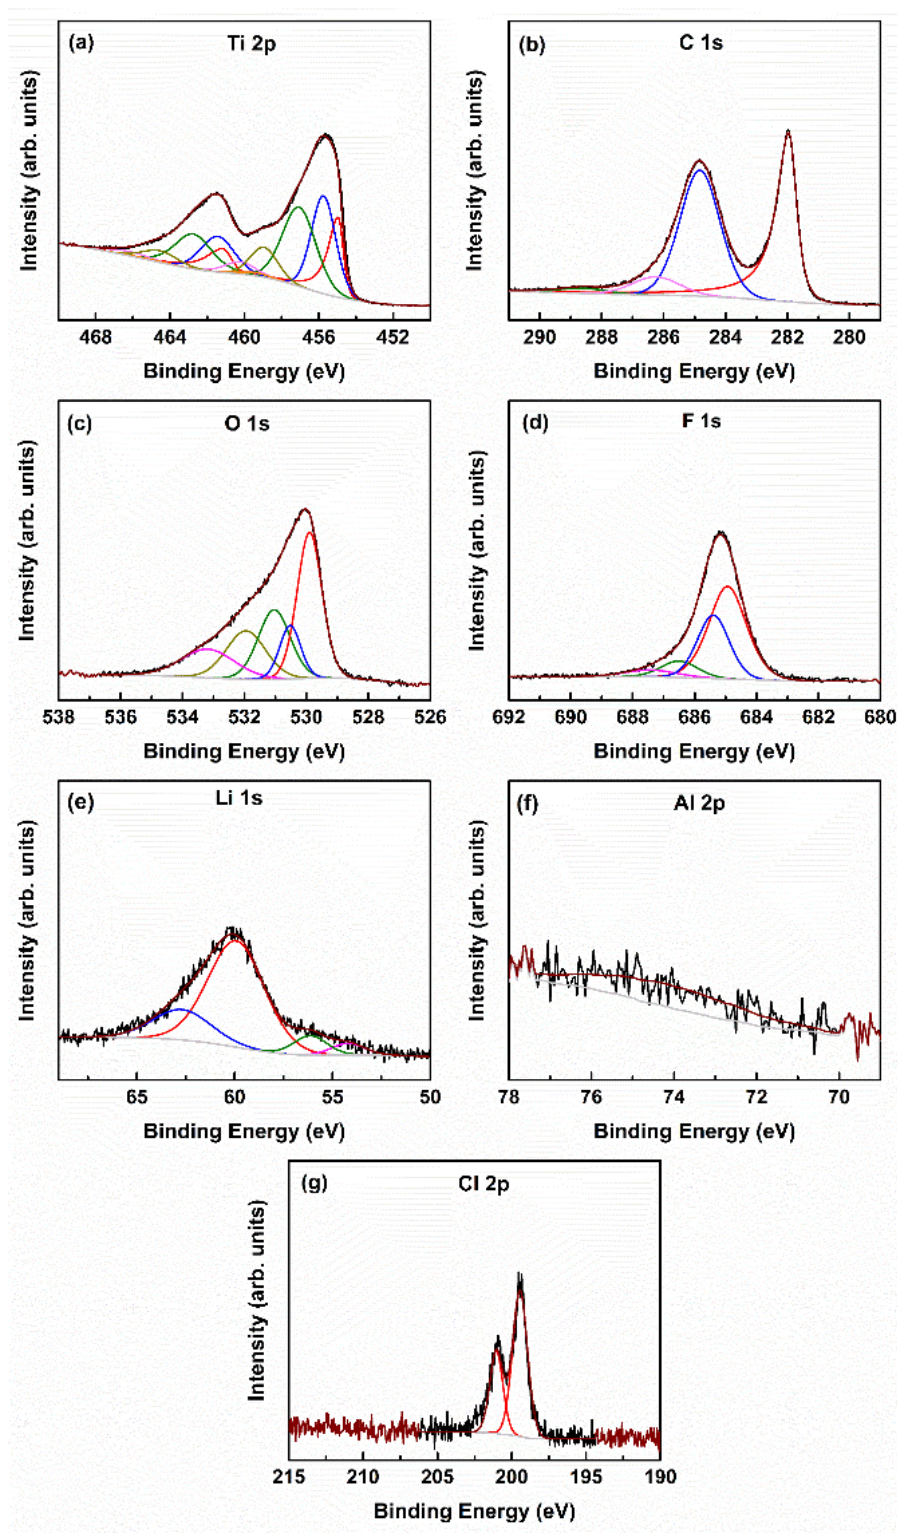 (a) Ti 2p
Intensity (arb. units)
468 464 460 456 452
Binding Energy (eV)
(b) C 1s
Intensity (arb. units)
290 288 286 284 282 280
Binding Energy (eV)
(c) O 1s
Intensity (arb. units)
538 536 534 532 530 528 526
Binding Energy (eV)
(d) F 1s
Intensity (arb. units)
692 690 688 686 684 682 680
Binding Energy (eV)
(e) Li 1s
Intensity (arb. units)
65 60 55 50
Binding Energy (eV)
(f) Al 2p
Intensity (arb. units)
78 76 74 72 70
Binding Energy (eV)
(g) Cl 2p
Intensity (arb. units)
215 210 205 200 195 190
Binding Energy (eV)